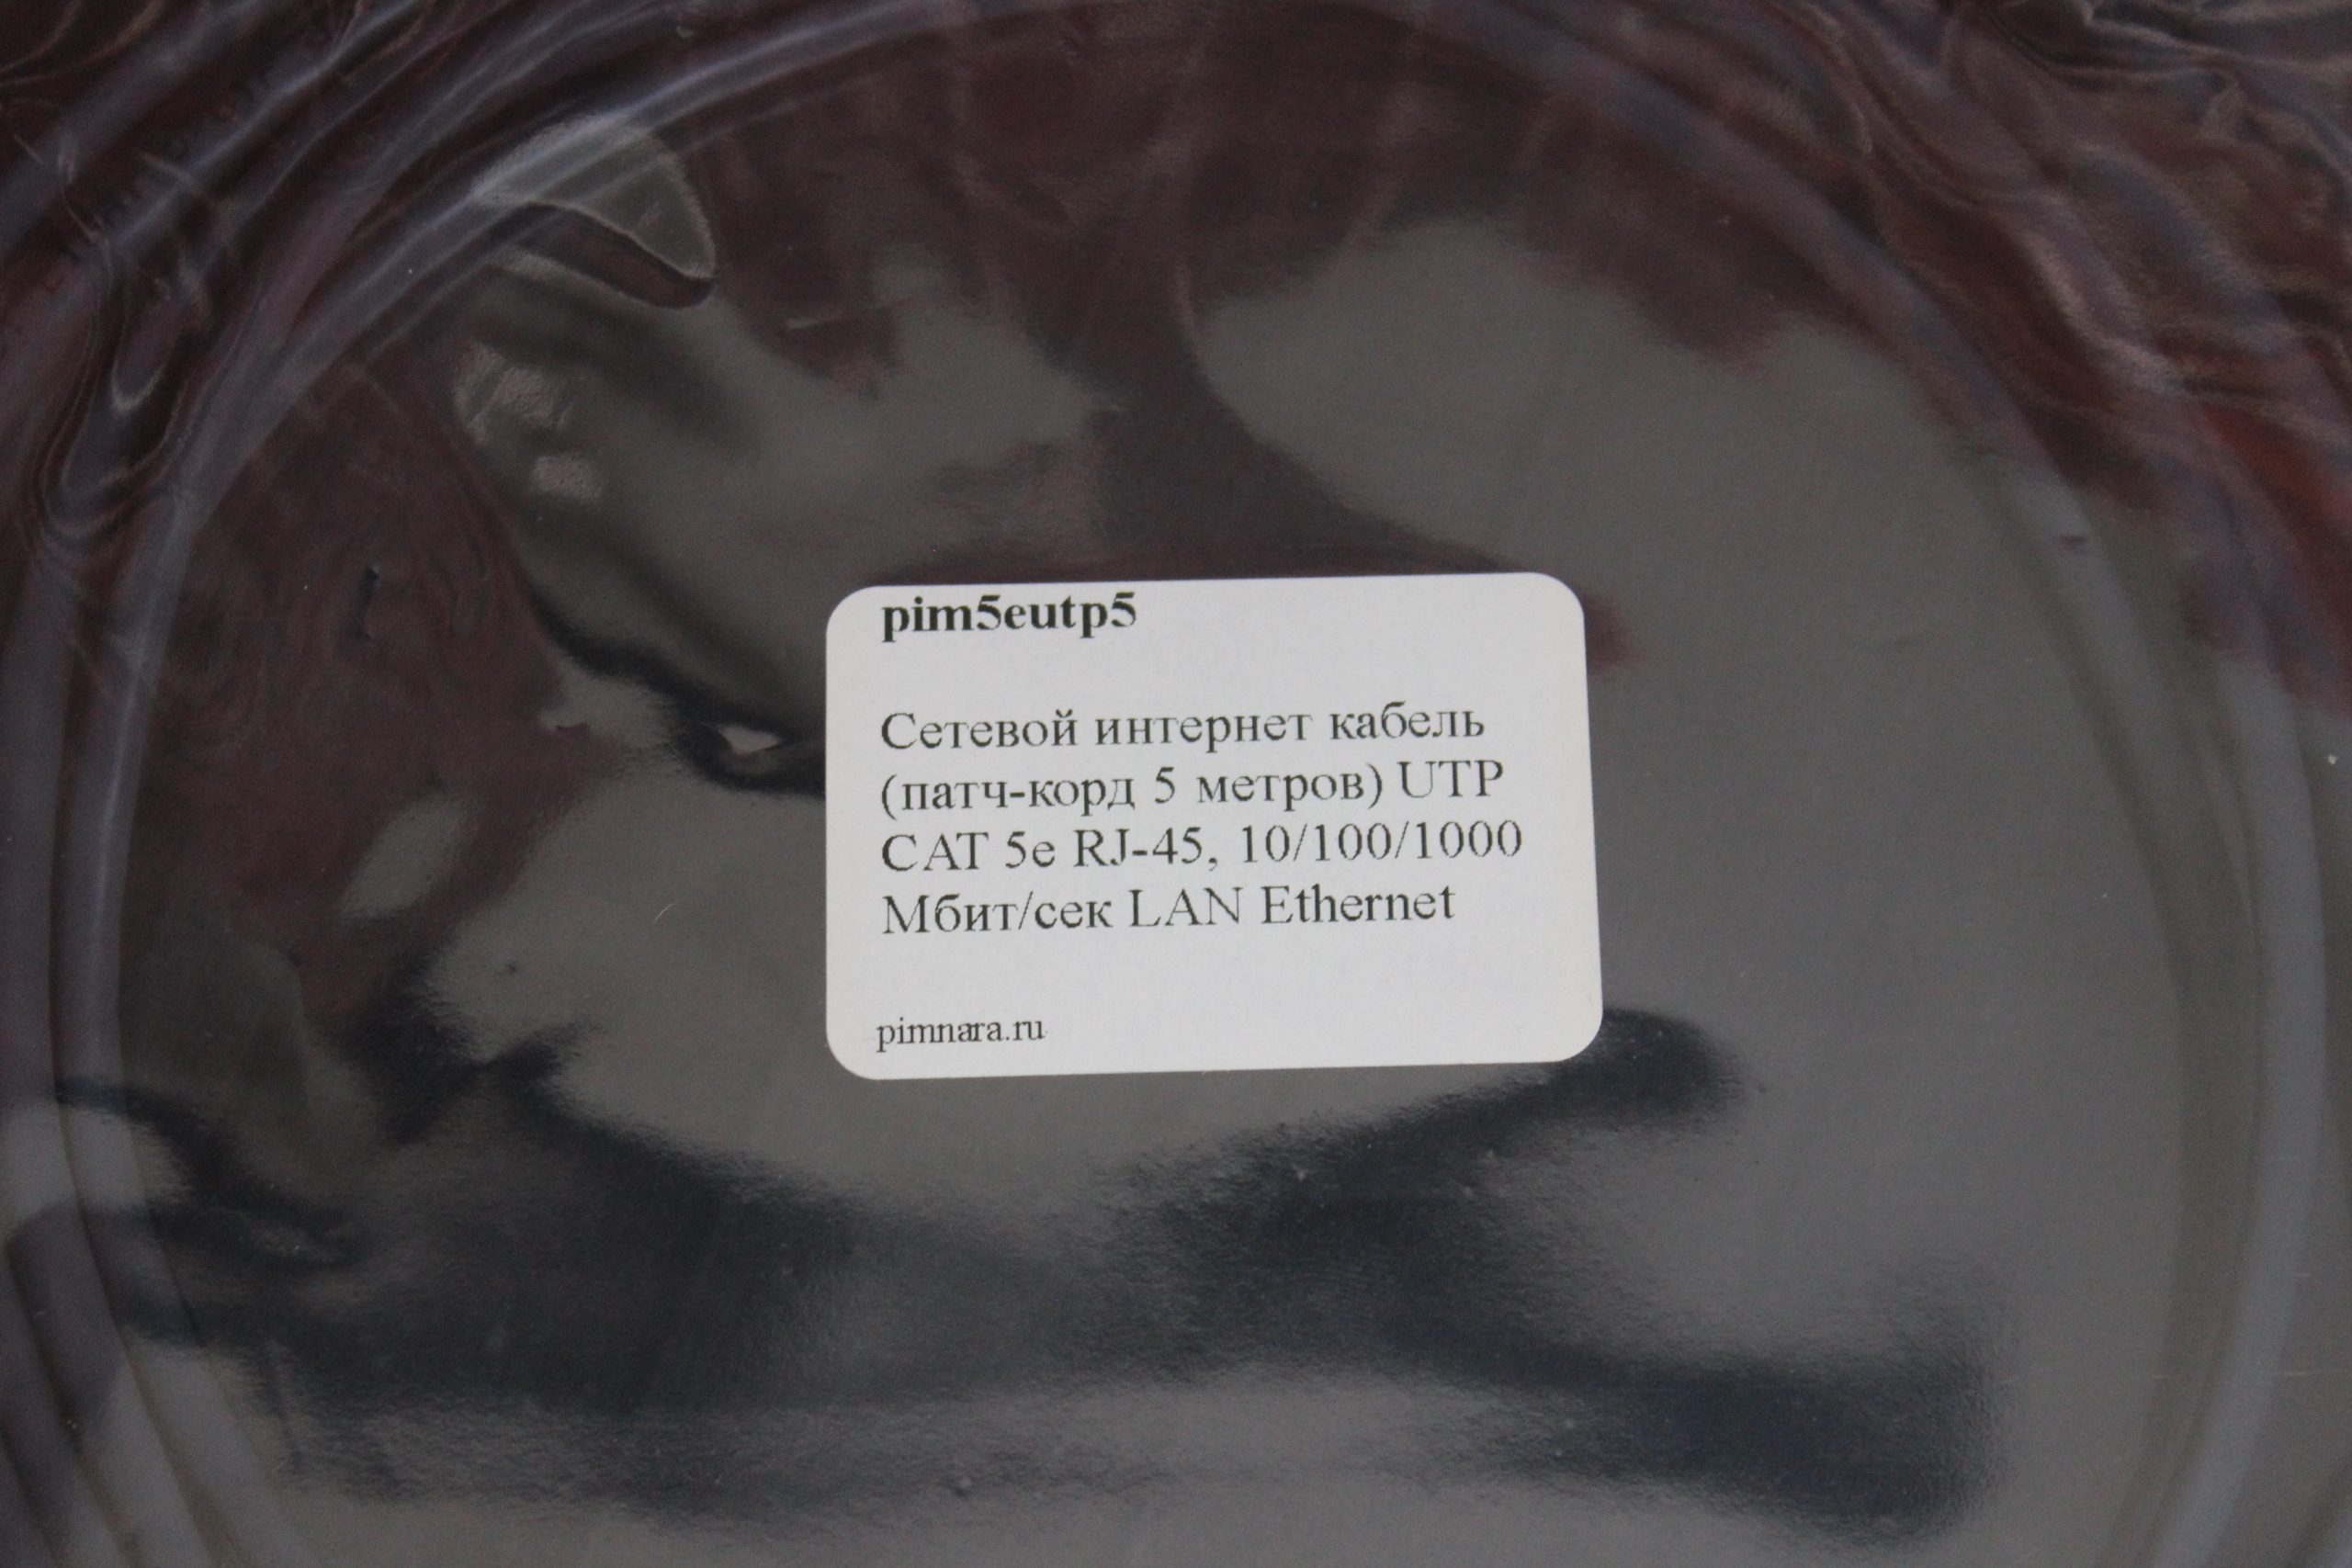 pim5eutp5
Сетевой интернет кабель
(патч-корд 5 метров) UTP
CAT 5e RJ-45, 10/100/1000
Мбит/сек LAN Ethernet
pimnara.ru